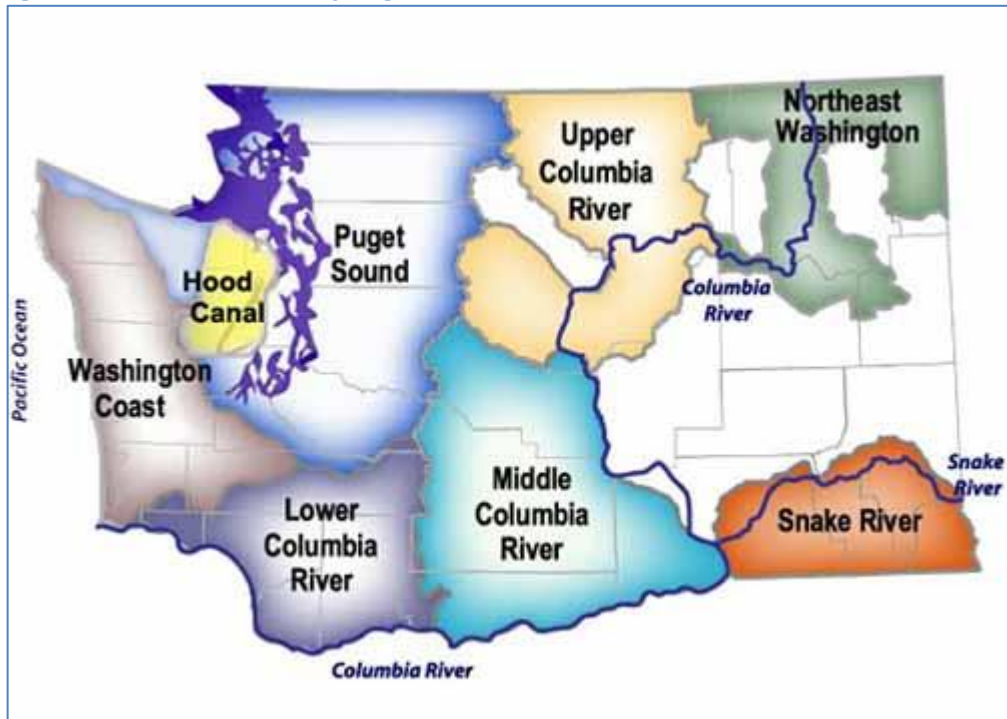 Northeast
Washington
Upper
Columbia
River
Puget
Sound
Hood
Canal
Columbia
River
Pacific Ocean
Washington
Coast
Middle
Columbia
River
Snake
River
Lower
Columbia
River
Snake River
Columbia River